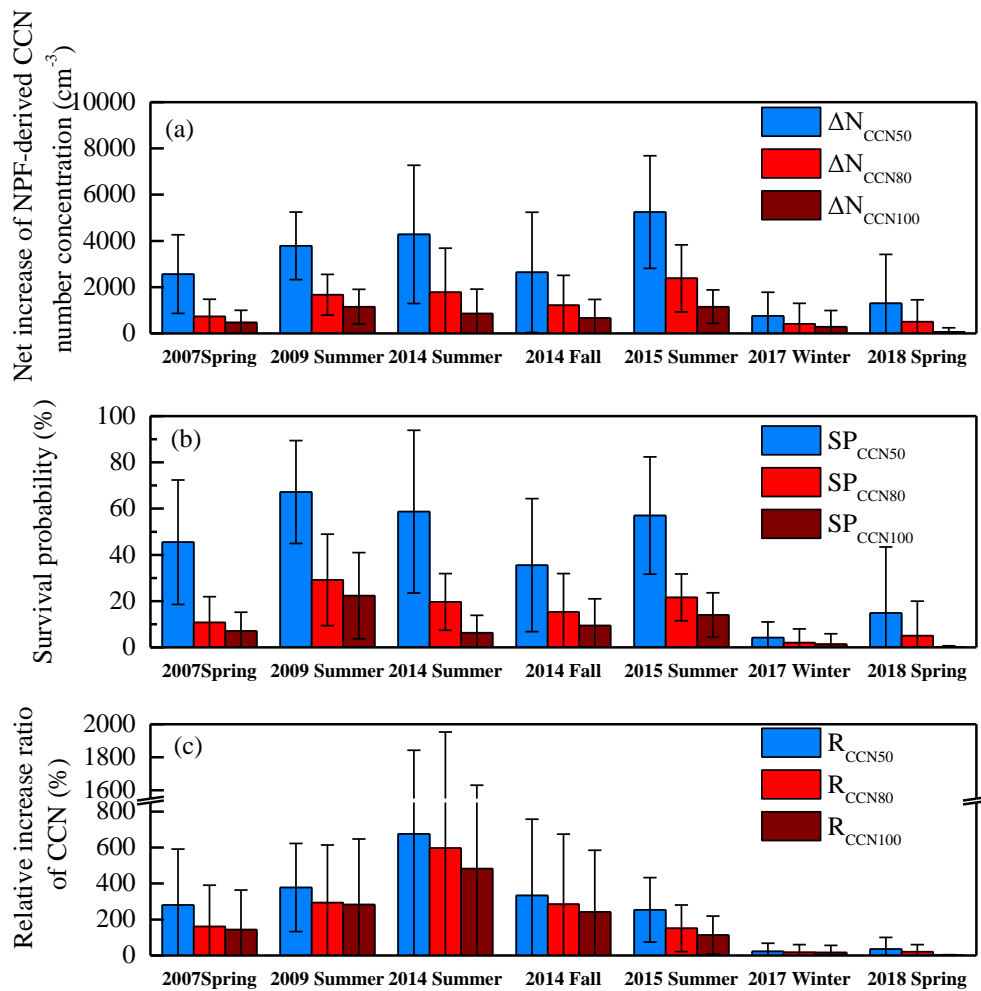 Net increase of NPF-derived CCN
number concentration (cm-3)
10000
8000
6000
4000
2000
0
(a)
ΔNCCN50
ΔNCCN80
ΔNCCN100
2007Spring 2009 Summer 2014 Summer 2014 Fall 2015 Summer 2017 Winter 2018 Spring
Survival probability (%)
100
80
60
40
20
0
(b)
SPCCN50
SPCCN80
SPCCN100
2007Spring 2009 Summer 2014 Summer 2014 Fall 2015 Summer 2017 Winter 2018 Spring
Relative increase ratio
of CCN (%)
2000
1800
1600
800
600
400
200
0
(c)
RCCN50
RCCN80
RCCN100
2007Spring 2009 Summer 2014 Summer 2014 Fall 2015 Summer 2017 Winter 2018 Spring